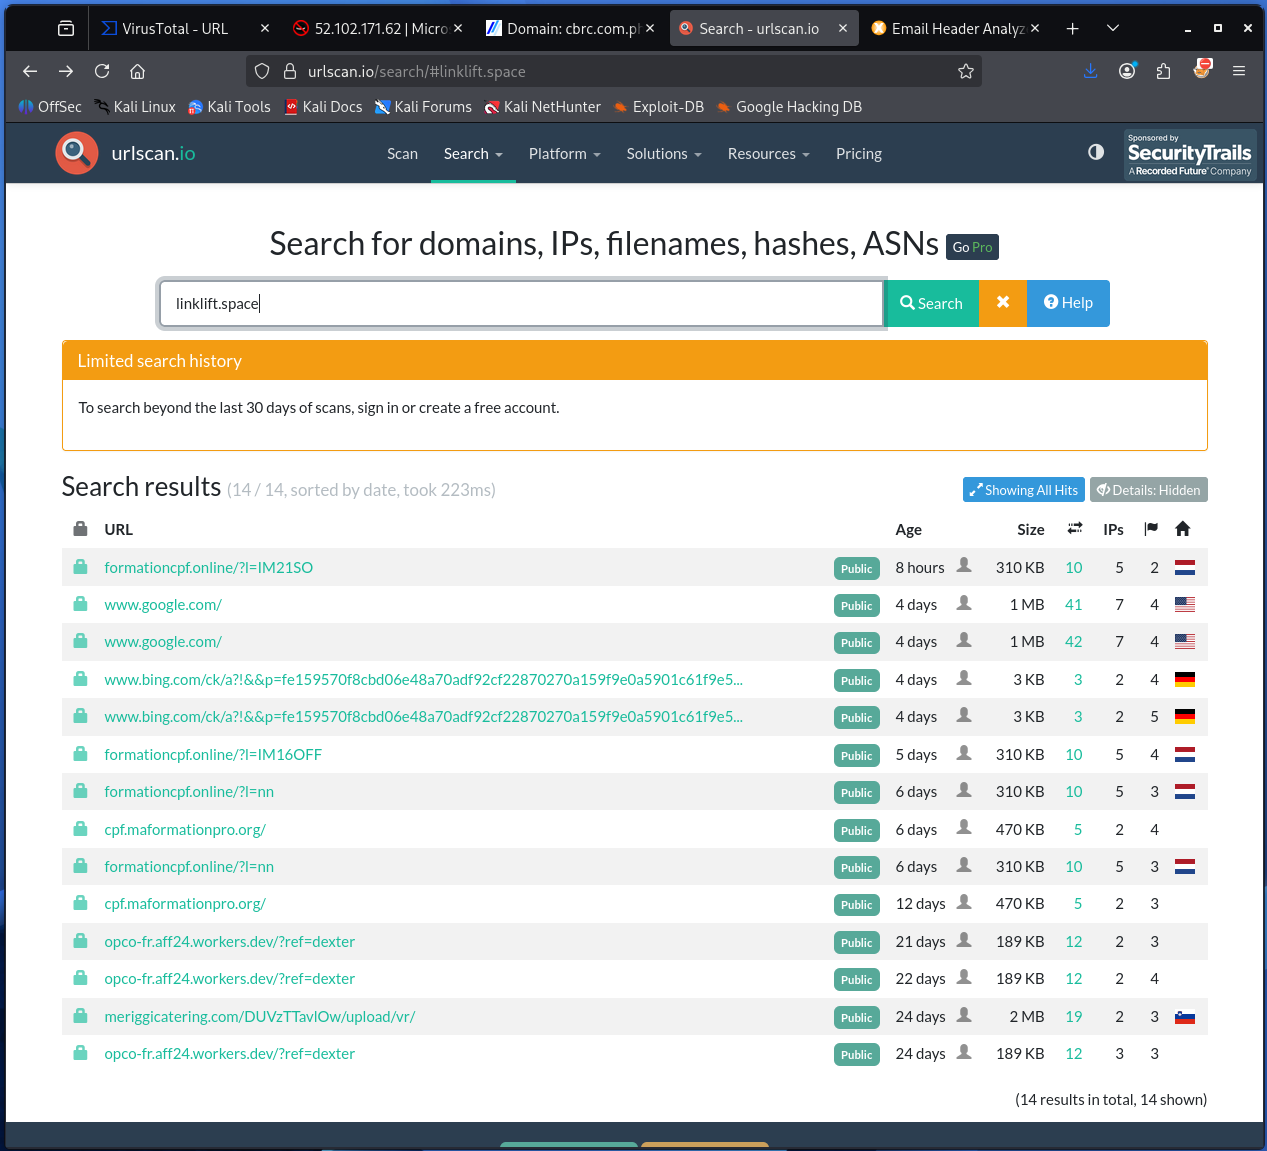 VirusTotal - URL
52.102.171.62 | Micro
Domain: cbrc.com.p
Search - urlscan.io
Email Header Analyz
urlscan.io/search/#linklift.space
OffSec Kali Linux Kali Tools Kali Docs Kali Forums Kali NetHunter Exploit-DB Google Hacking DB
urlscan.io
Scan Search Platform Solutions Resources Pricing
Sponsored by
SecurityTrails
A Recorded Future® Company
Search for domains, IPs, filenames, hashes, ASNs Go Pro
linklift.space
Search
Help
Limited search history
To search beyond the last 30 days of scans, sign in or create a free account.
Search results (14 / 14, sorted by date, took 223ms)
Showing All Hits
Details: Hidden
URL Age Size IPs
formationcpf.online/?l=IM21SO Public 8 hours 310 KB 10 5 2
www.google.com/ Public 4 days 1 MB 41 7 4
www.google.com/ Public 4 days 1 MB 42 7 4
www.bing.com/ck/a?!&&p=fe159570f8cbd06e48a70adf92cf22870270a159f9e0a5901c61f9e5... Public 4 days 3 KB 3 2 4
www.bing.com/ck/a?!&&p=fe159570f8cbd06e48a70adf92cf22870270a159f9e0a5901c61f9e5... Public 4 days 3 KB 3 2 5
formationcpf.online/?l=IM16OFF Public 5 days 310 KB 10 5 4
formationcpf.online/?l=nn Public 6 days 310 KB 10 5 3
cpf.maformationpro.org/ Public 6 days 470 KB 5 2 4
formationcpf.online/?l=nn Public 6 days 310 KB 10 5 3
cpf.maformationpro.org/ Public 12 days 470 KB 5 2 3
opco-fr.aff24.workers.dev/?ref=dexter Public 21 days 189 KB 12 2 3
opco-fr.aff24.workers.dev/?ref=dexter Public 22 days 189 KB 12 2 4
meriggicatering.com/DUVzTTavlOw/upload/vr/ Public 24 days 2 MB 19 2 3
opco-fr.aff24.workers.dev/?ref=dexter Public 24 days 189 KB 12 3 3
(14 results in total, 14 shown)